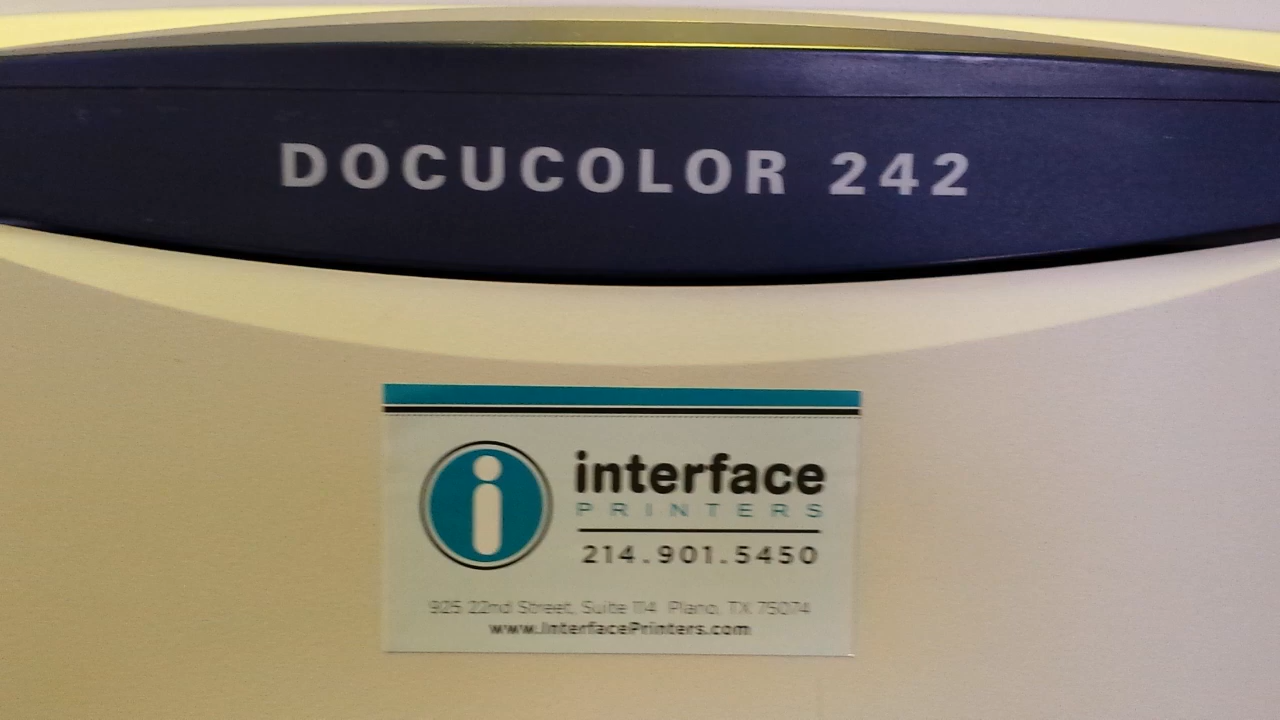 DOCUCOLOR 242
i
interface
PRINTERS
214.901.5450
925 22nd Street, Suite 114 Plano, TX 75074
www.InterfacePrinters.com